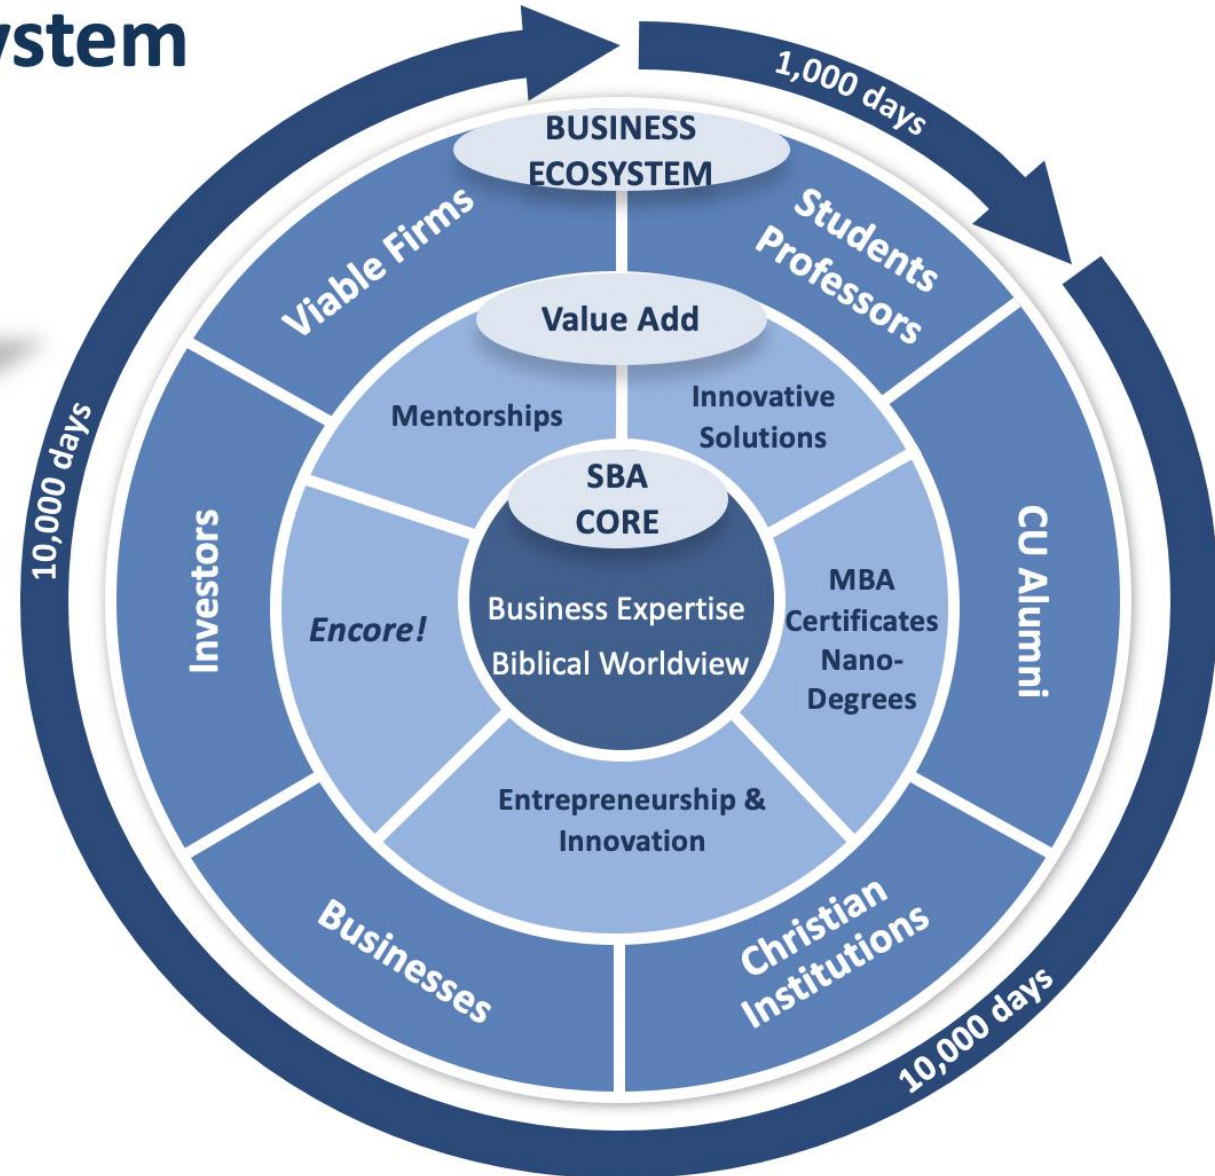 ystem
1,000 days
BUSINESS
ECOSYSTEM
Viable Firms
Students
Professors
Value Add
Mentorships
Innovative
Solutions
SBA
CORE
10,000 days
Investors
Encore!
Business Expertise
Biblical Worldview
MBA
Certificates
Nano-
Degrees
CU Alumni
Entrepreneurship &
Innovation
Businesses
Christian
Institutions
10,000 days